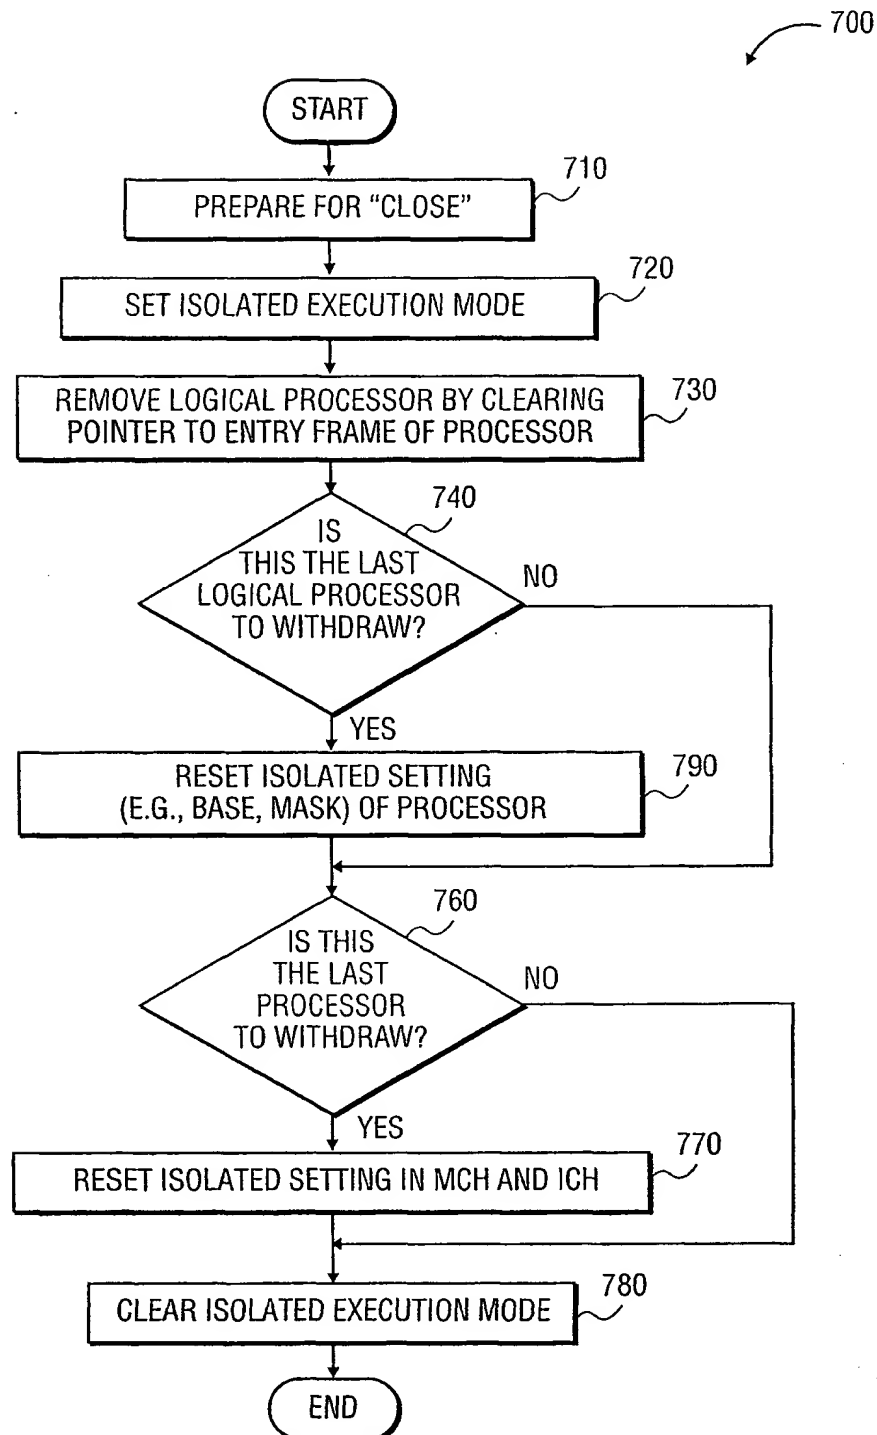 700
START
710
PREPARE FOR “CLOSE”
720
SET ISOLATED EXECUTION MODE
730
REMOVE LOGICAL PROCESSOR BY CLEARING
POINTER TO ENTRY FRAME OF PROCESSOR
740
IS
THIS THE LAST
LOGICAL PROCESSOR
TO WITHDRAW?
NO
YES
790
RESET ISOLATED SETTING
(E.G., BASE, MASK) OF PROCESSOR
760
IS THIS
THE LAST
PROCESSOR
TO WITHDRAW?
NO
YES
770
RESET ISOLATED SETTING IN MCH AND ICH
780
CLEAR ISOLATED EXECUTION MODE
END